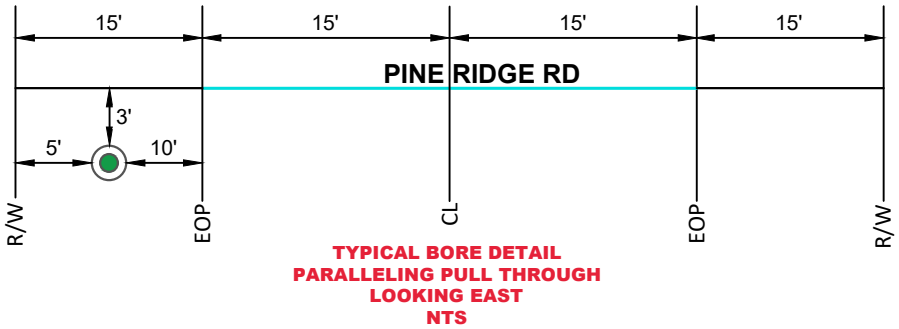 15' 15' 15' 15'
PINE RIDGE RD
3'
5' 10'
R/W EOP CL EOP R/W
TYPICAL BORE DETAIL
PARALLELING PULL THROUGH
LOOKING EAST
NTS